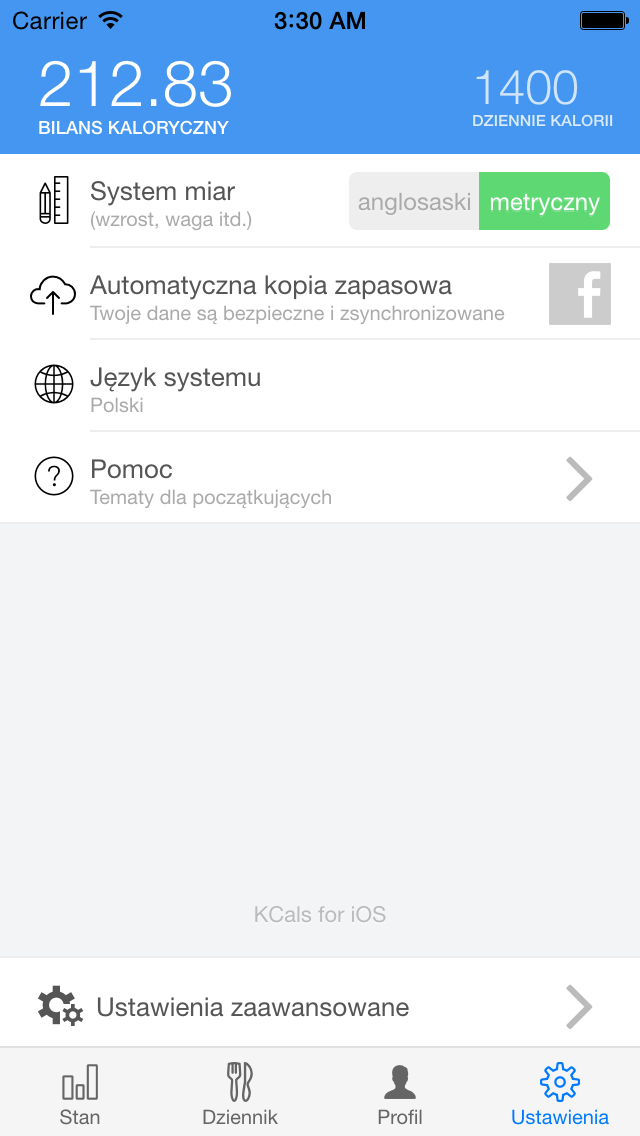 Carrier 3:30 AM
212.83 1400
BILANS KALORYCZNY DZIENNIE KALORII
System miar anglosaski metryczny
(wzrost, waga itd.)
Automatyczna kopia zapasowa
Twoje dane są bezpieczne i zsynchronizowane
f
Język systemu
Polski
?
Pomoc
Tematy dla początkujących
KCals for iOS
Ustawienia zaawansowane
Stan Dziennik Profil Ustawienia